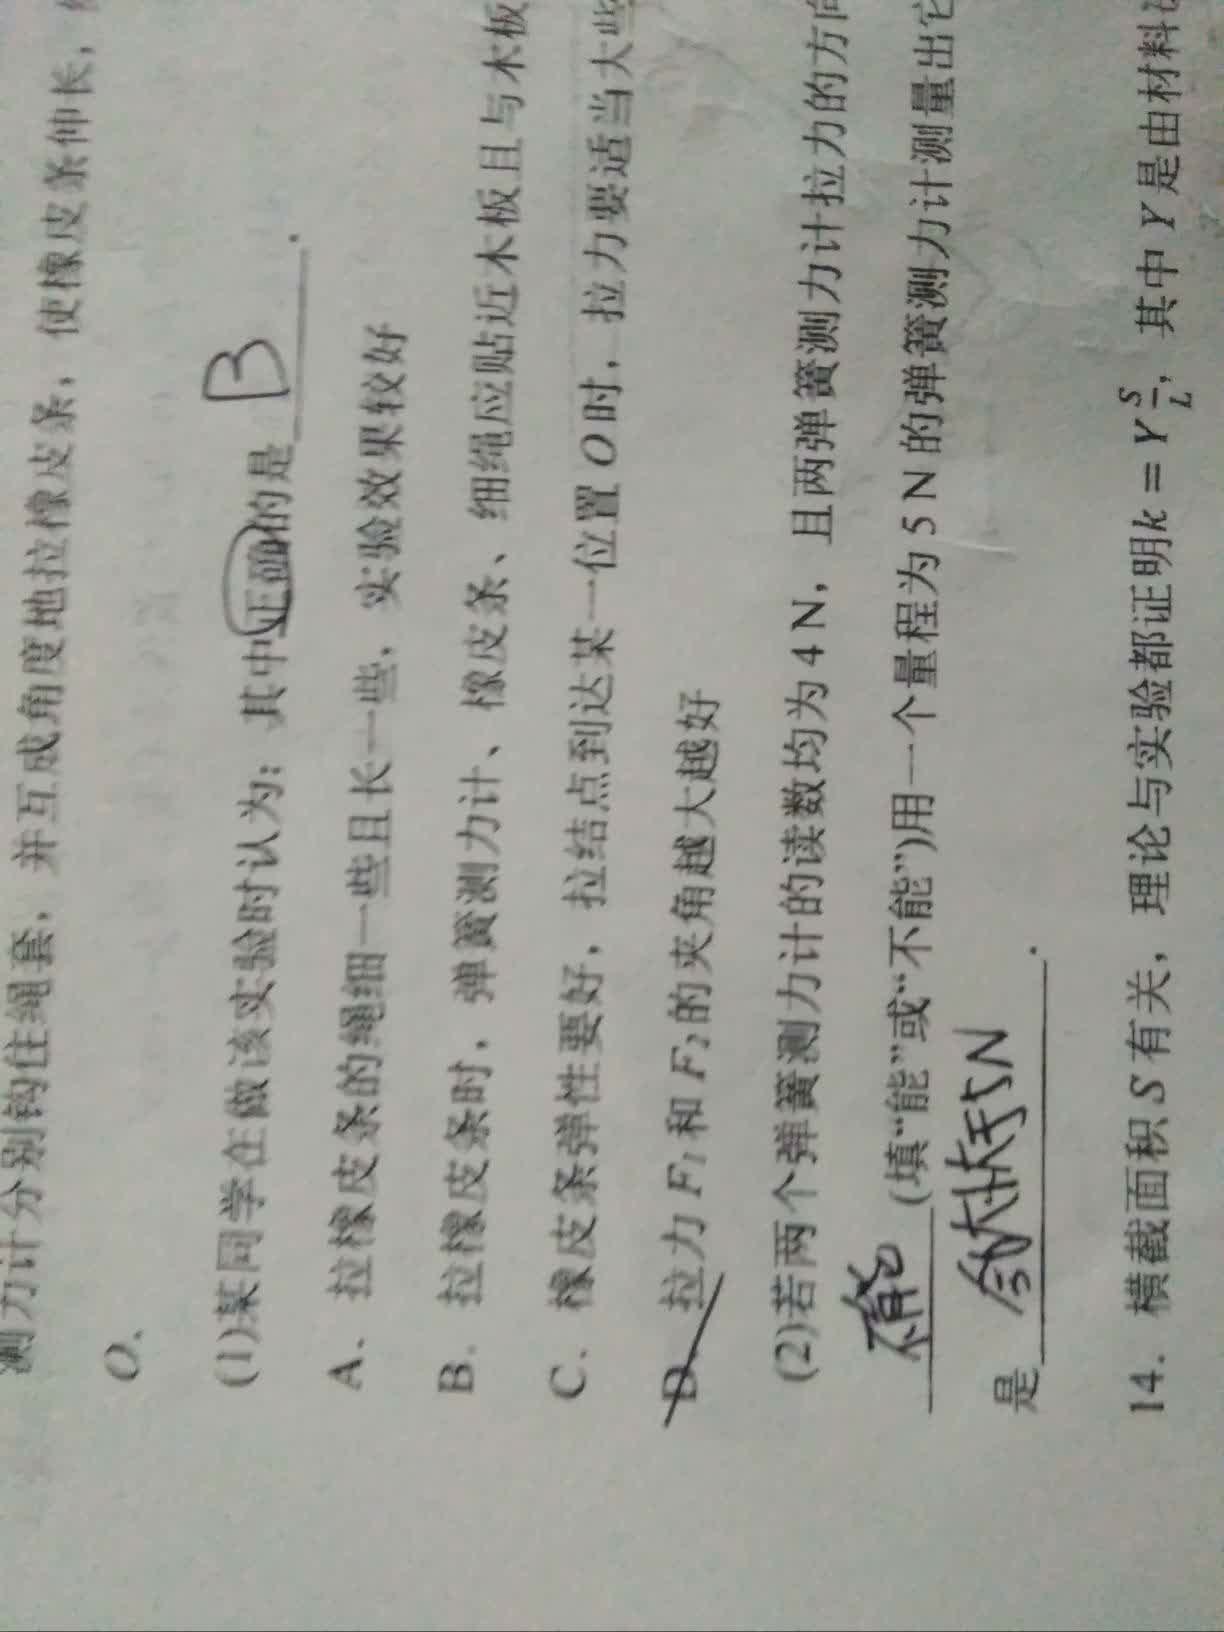 测力计分别钩住绳套，并互成角度地拉橡皮条，使橡皮条伸长，
O.
(1)某同学在做该实验时认为：其中正确的是 B .
A．拉橡皮条的绳细一些且长一些，实验效果较好
B．拉橡皮条时，弹簧测力计、橡皮条、细绳应贴近木板且与木板
C．橡皮条弹性要好，拉结点到达某一位置O时，拉力要适当大些
D．拉力F₁和F₂的夹角越大越好
(2)若两个弹簧测力计的读数均为4 N，且两弹簧测力计拉力的方向
不能 (填“能”或“不能”)用一个量程为5 N的弹簧测力计测量出它
是 合力大于5N .
14．横截面积S有关，理论与实验都证明k=Y\frac{S}{L}，其中Y是由材料